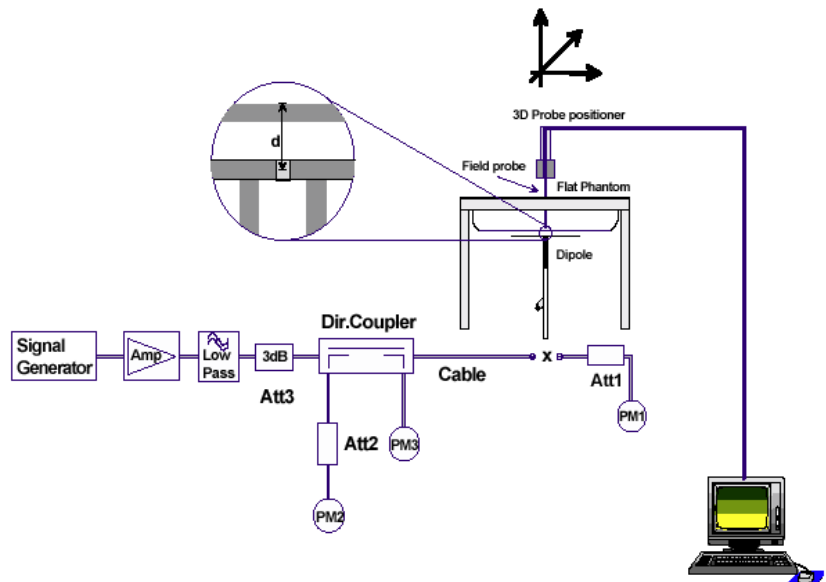 3D Probe positioner
d
Field probe
Flat Phantom
Dipole
Dir.Coupler
Signal
Generator
Amp
Low
Pass
3dB
Att3
Cable
x
Att1
PM1
Att2
PM3
PM2